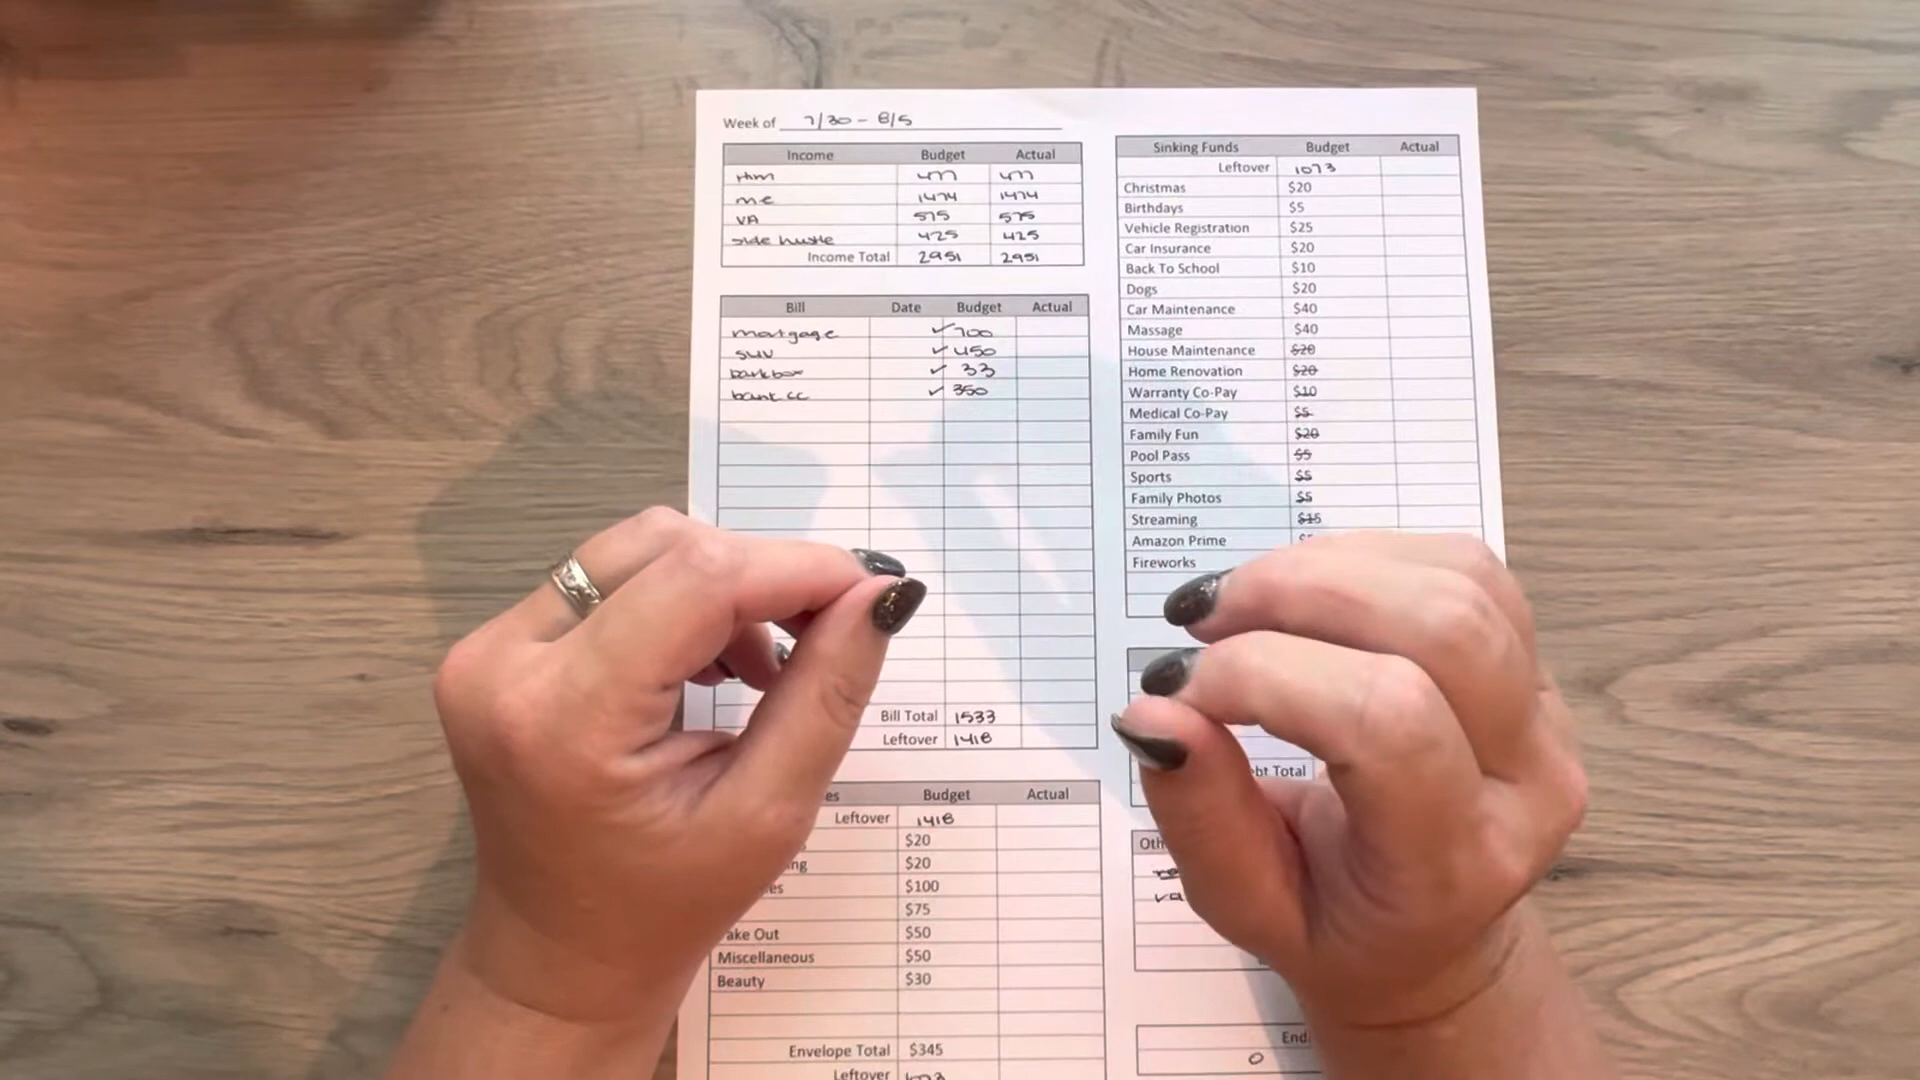 Week of 7/30 - 8/5
Income Budget Actual
Him 477 477
me 1474 1474
VA 575 575
side hustle 425 425
Income Total 2951 2951
Bill Date Budget Actual
mortgage ✓ 700
SUV ✓ 450
barkbox ✓ 33
bank cc ✓ 350
Bill Total 1533
Leftover 1418
Budget Actual
Leftover 1418
$20
$20
$100
$75
Take Out $50
Miscellaneous $50
Beauty $30
Envelope Total $345
Leftover 1073
Sinking Funds Budget Actual
Leftover 1073
Christmas $20
Birthdays $5
Vehicle Registration $25
Car Insurance $20
Back To School $10
Dogs $20
Car Maintenance $40
Massage $40
House Maintenance $20
Home Renovation $20
Warranty Co-Pay $10
Medical Co-Pay $5
Family Fun $20
Pool Pass $5
Sports $5
Family Photos $5
Streaming $15
Amazon Prime
Fireworks
Total
0